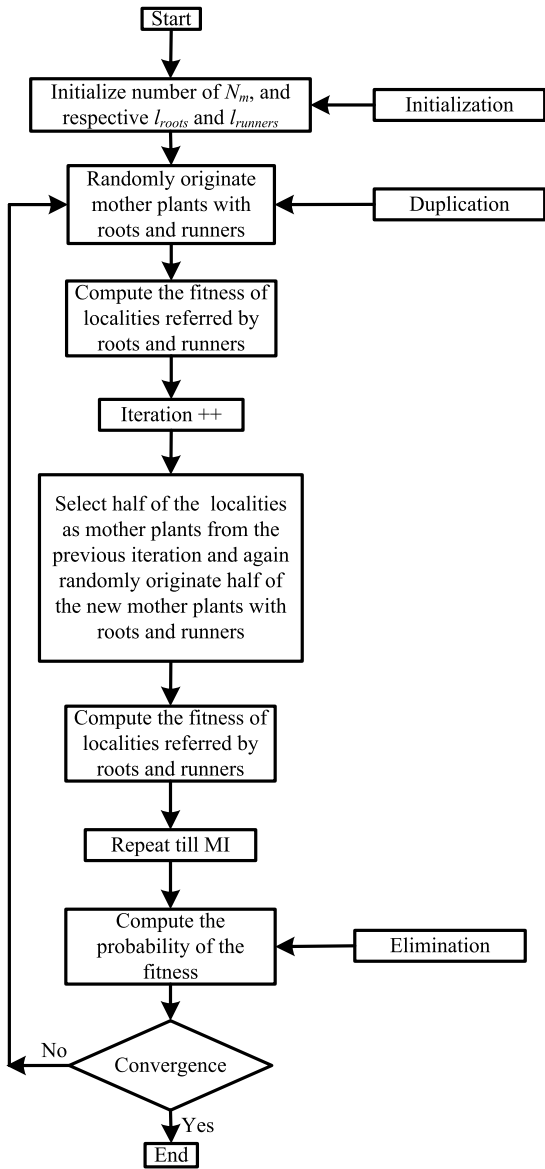 Start
Initialize number of Nm, and
respective lroots and lrunners
Initialization
Randomly originate
mother plants with
roots and runners
Duplication
Compute the fitness of
localities referred by
roots and runners
Iteration ++
Select half of the localities
as mother plants from the
previous iteration and again
randomly originate half of
the new mother plants with
roots and runners
Compute the fitness of
localities referred by
roots and runners
Repeat till MI
Compute the
probability of the
fitness
Elimination
No
Convergence
Yes
End